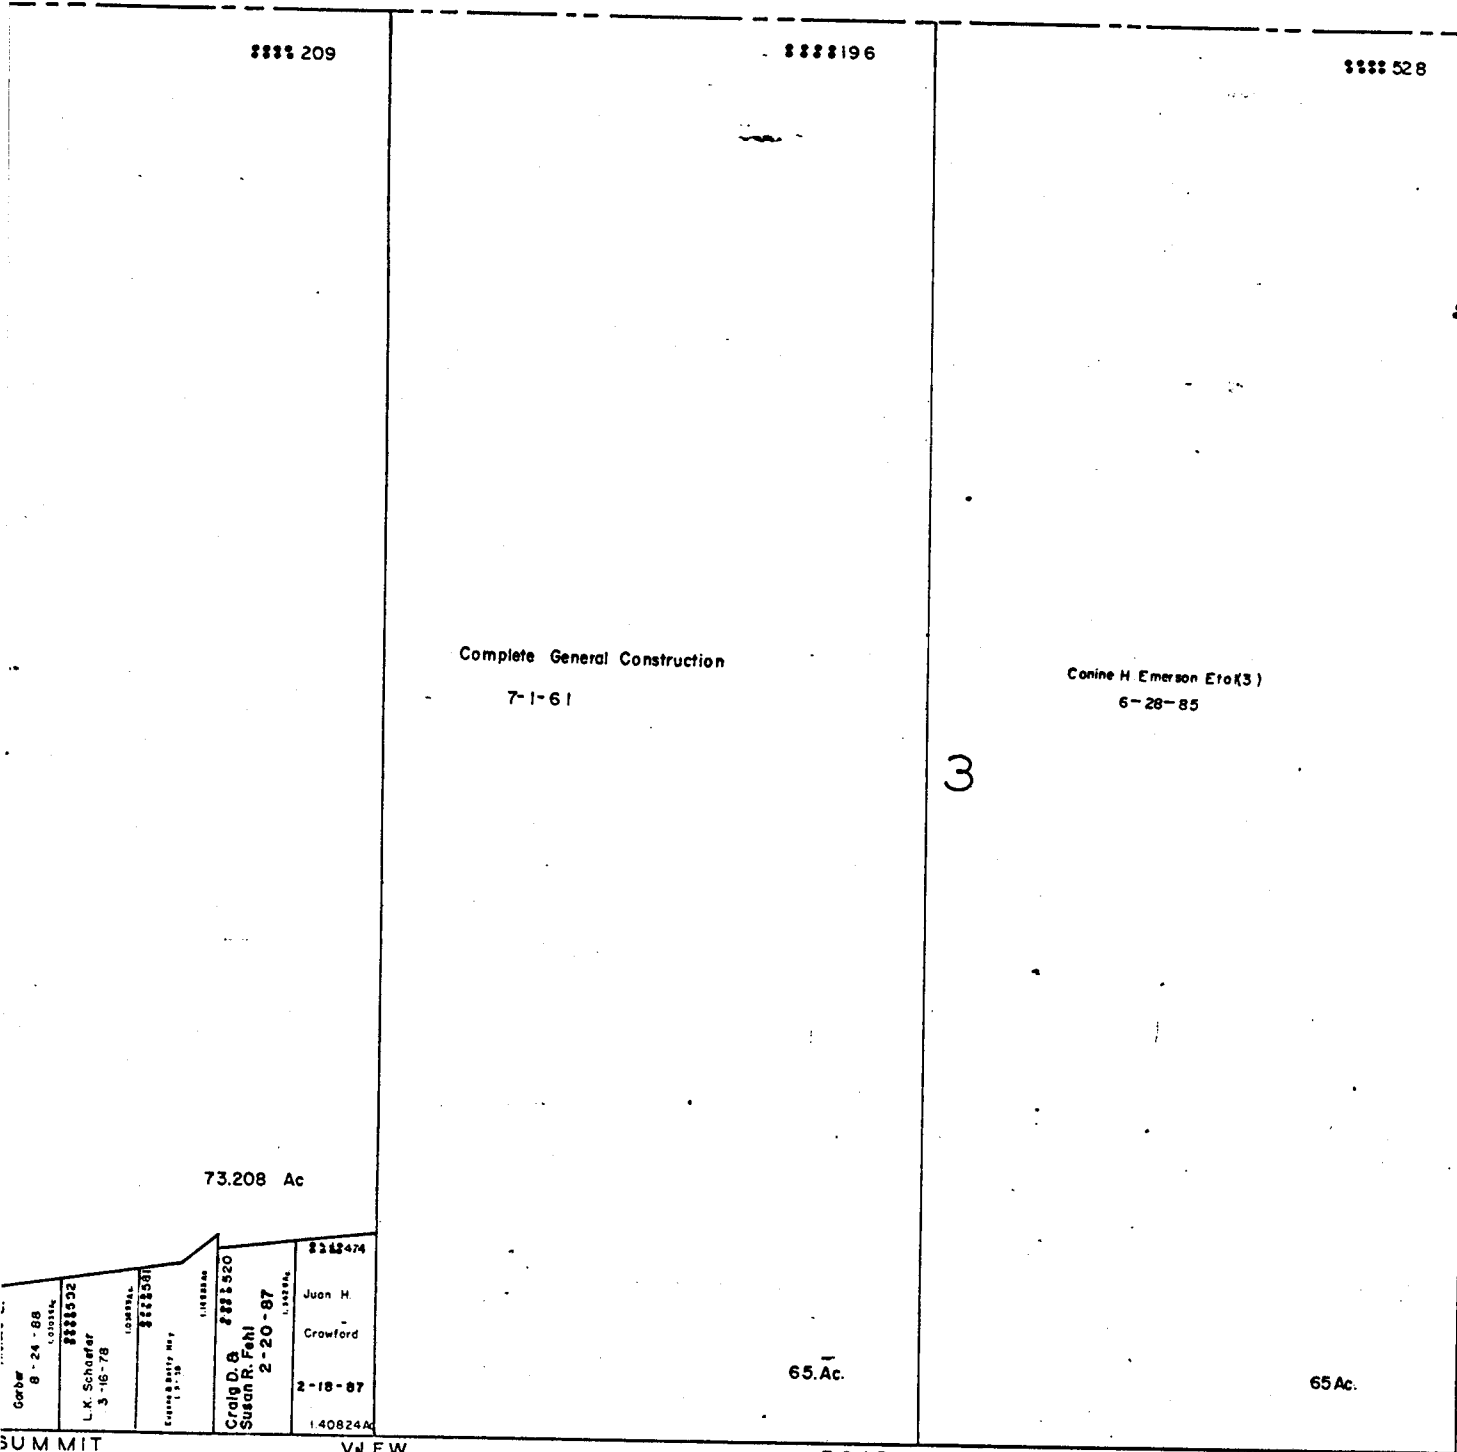 209
196
528
Complete General Construction
7-1-61
Conine H. Emerson Etal(3)
6-28-85
3
73.208 Ac
474
Juan H.
Crawford
2-18-87
1.40824Ac
520
Craig D. &
Susan R. Fehl
2-20-87
581
532
L.K. Schaefer
3-16-78
Garber
8-24-88
65.Ac.
65Ac.
SUMMIT VIEW